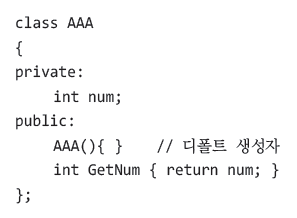 class AAA
{
private:
    int num;
public:
    AAA(){ }    // 디폴트 생성자
    int GetNum { return num; }
};